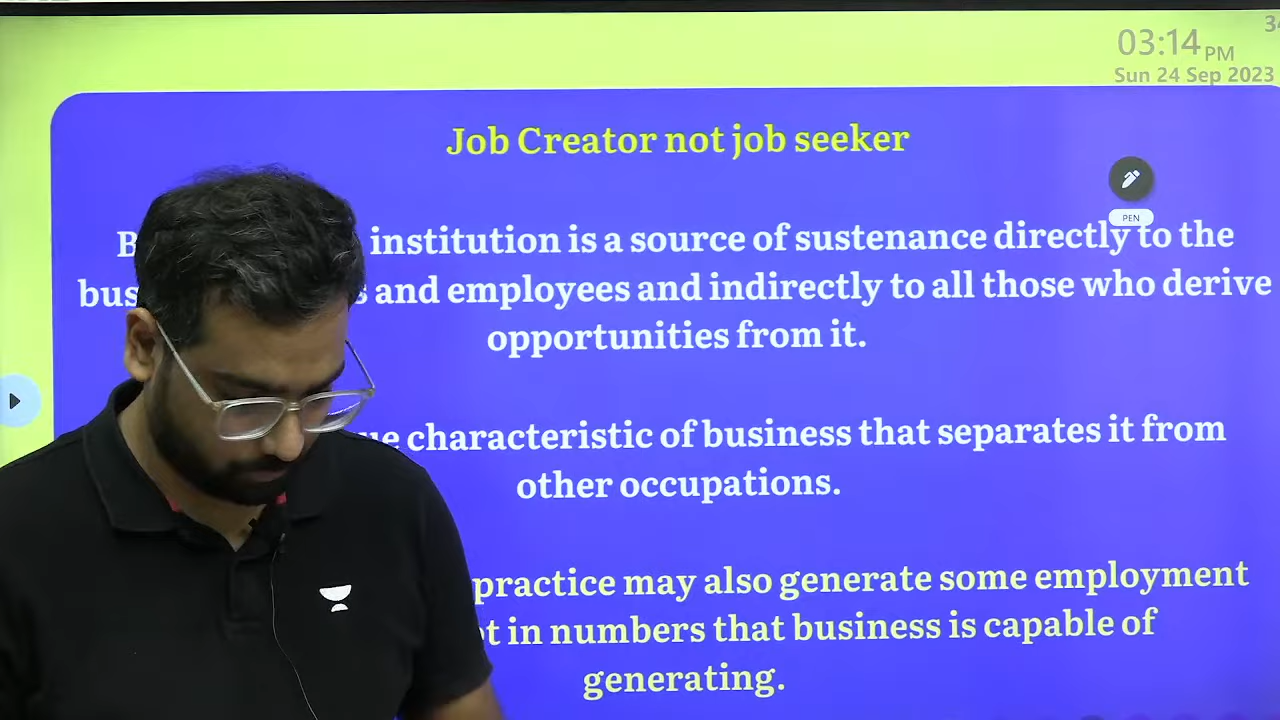 03:14 PM
Sun 24 Sep 2023
Job Creator not job seeker
PEN
institution is a source of sustenance directly to the
and employees and indirectly to all those who derive
opportunities from it.
characteristic of business that separates it from
other occupations.
practice may also generate some employment
in numbers that business is capable of
generating.